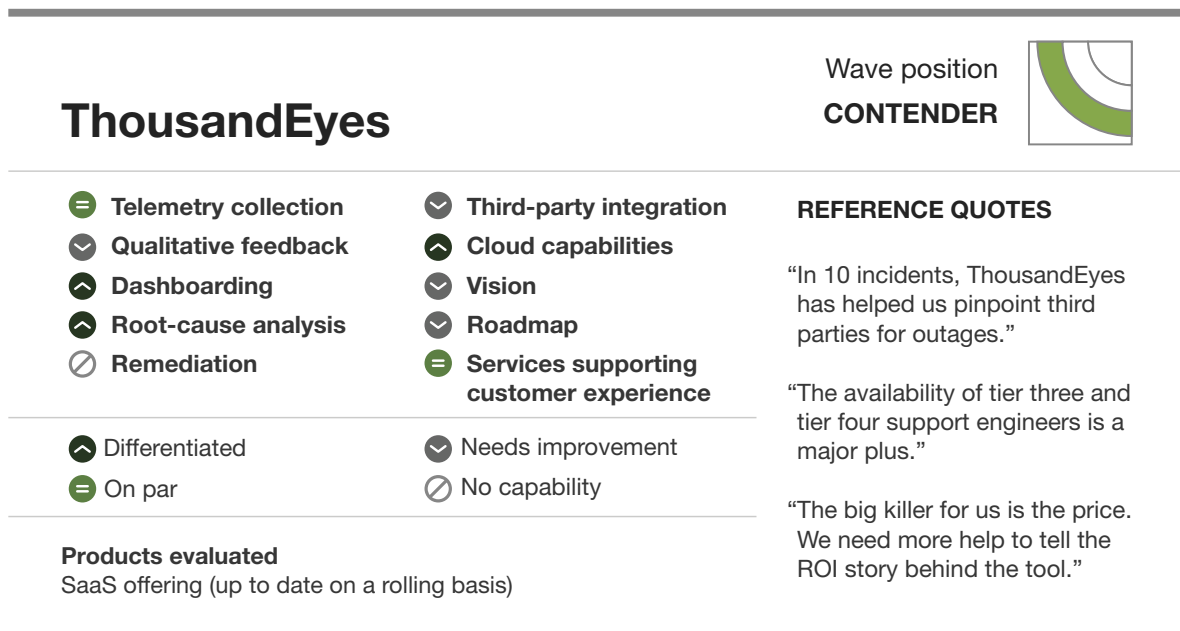 Wave position
CONTENDER
ThousandEyes
Telemetry collection
Qualitative feedback
Dashboarding
Root-cause analysis
Remediation
Third-party integration
Cloud capabilities
Vision
Roadmap
Services supporting
customer experience
Differentiated
On par
Needs improvement
No capability
Products evaluated
SaaS offering (up to date on a rolling basis)
REFERENCE QUOTES
“In 10 incidents, ThousandEyes
has helped us pinpoint third
parties for outages.”
“The availability of tier three and
tier four support engineers is a
major plus.”
“The big killer for us is the price.
We need more help to tell the
ROI story behind the tool.”